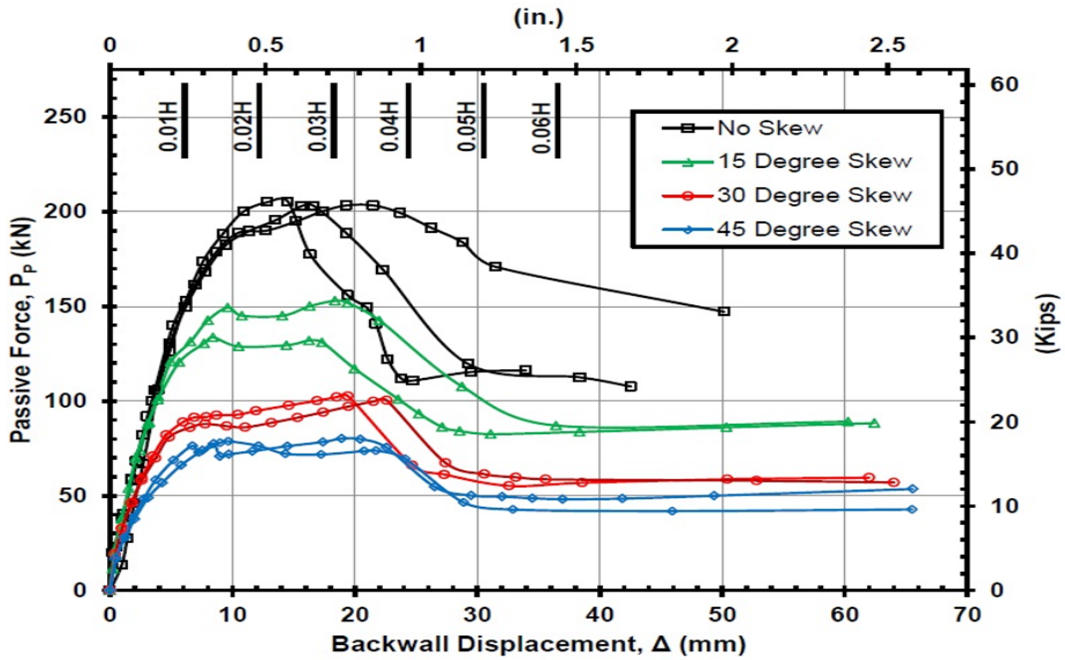 (in.)
0 0.5 1 1.5 2 2.5
0.01H 0.02H 0.03H 0.04H 0.05H 0.06H
No Skew
15 Degree Skew
30 Degree Skew
45 Degree Skew
250
200
150
100
50
0
Passive Force, Pp (kN)
60
50
40
30
20
10
0
(Kips)
0 10 20 30 40 50 60 70
Backwall Displacement, Δ (mm)